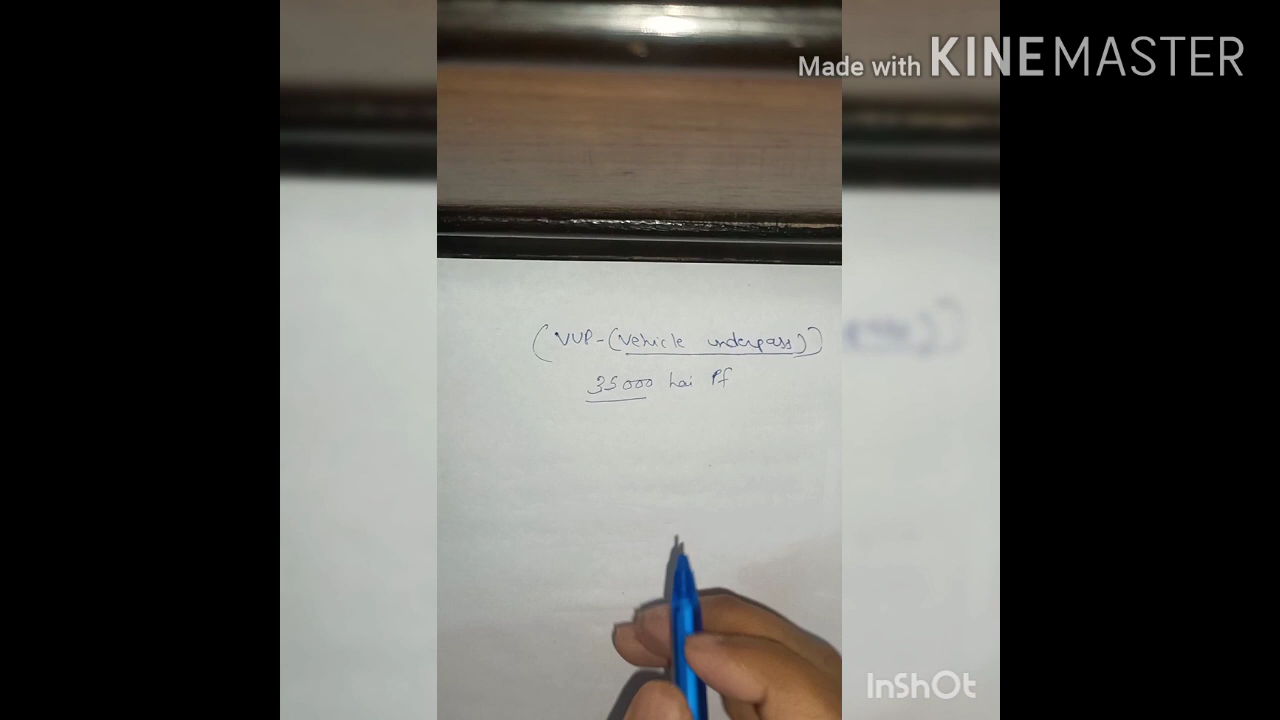 Made with KINEMASTER
(VUP-(Vehicle underpass))
35000 hai Pf
InShOt